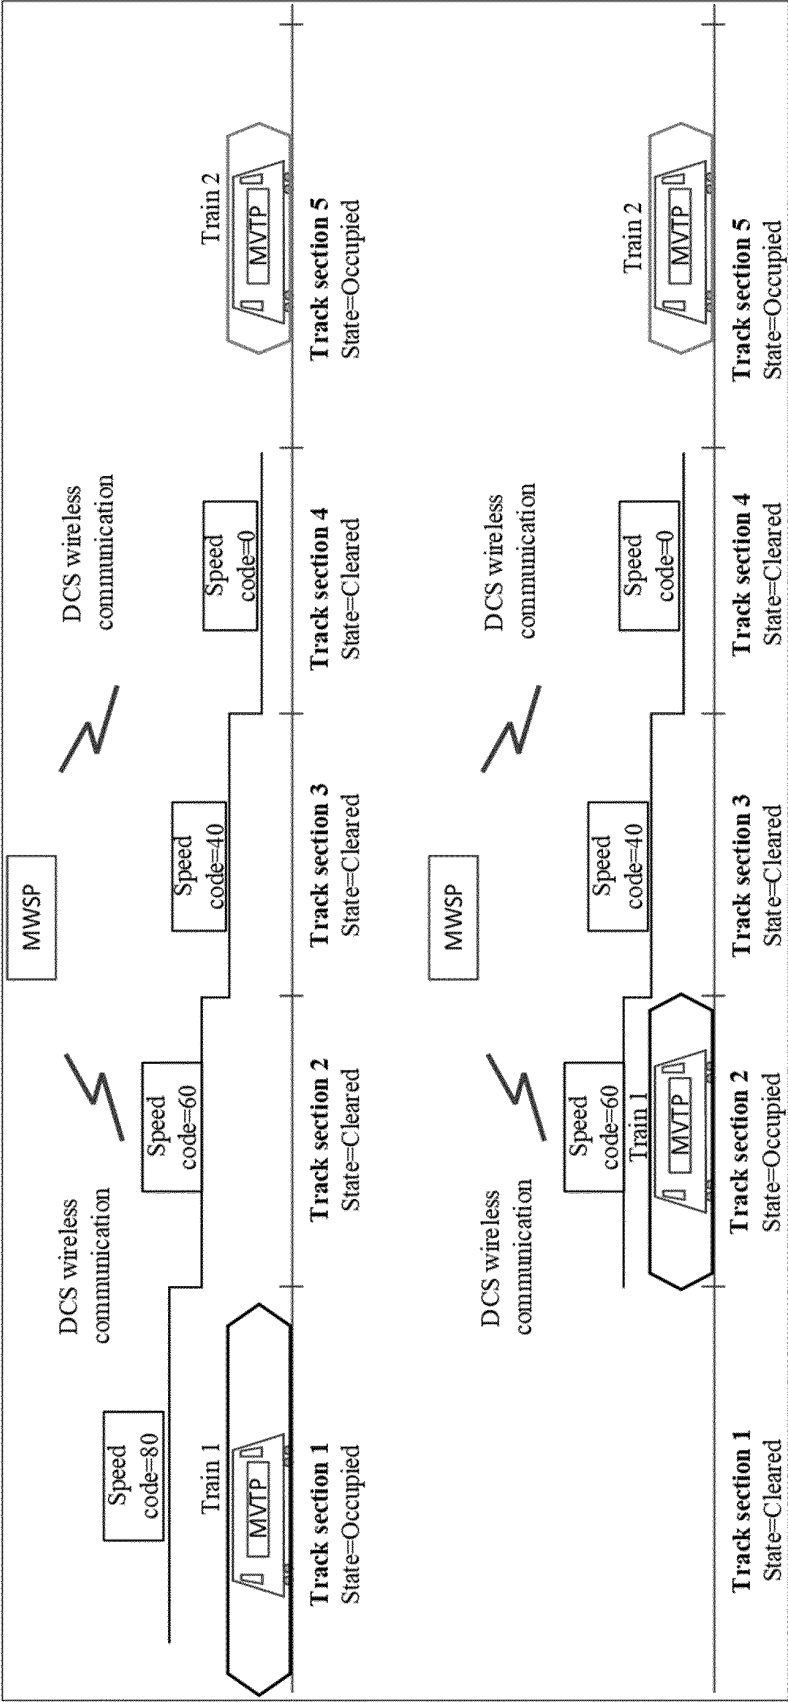 MWSP
DCS wireless
communication
DCS wireless
communication
Speed
code=80
Speed
code=60
Speed
code=40
Speed
code=0
Train 1
MVTP
Train 2
MVTP
Track section 1
State=Occupied
Track section 2
State=Cleared
Track section 3
State=Cleared
Track section 4
State=Cleared
Track section 5
State=Occupied
MWSP
DCS wireless
communication
DCS wireless
communication
Speed
code=60
Speed
code=40
Speed
code=0
Train 1
MVTP
Train 2
MVTP
Track section 1
State=Cleared
Track section 2
State=Occupied
Track section 3
State=Cleared
Track section 4
State=Cleared
Track section 5
State=Occupied